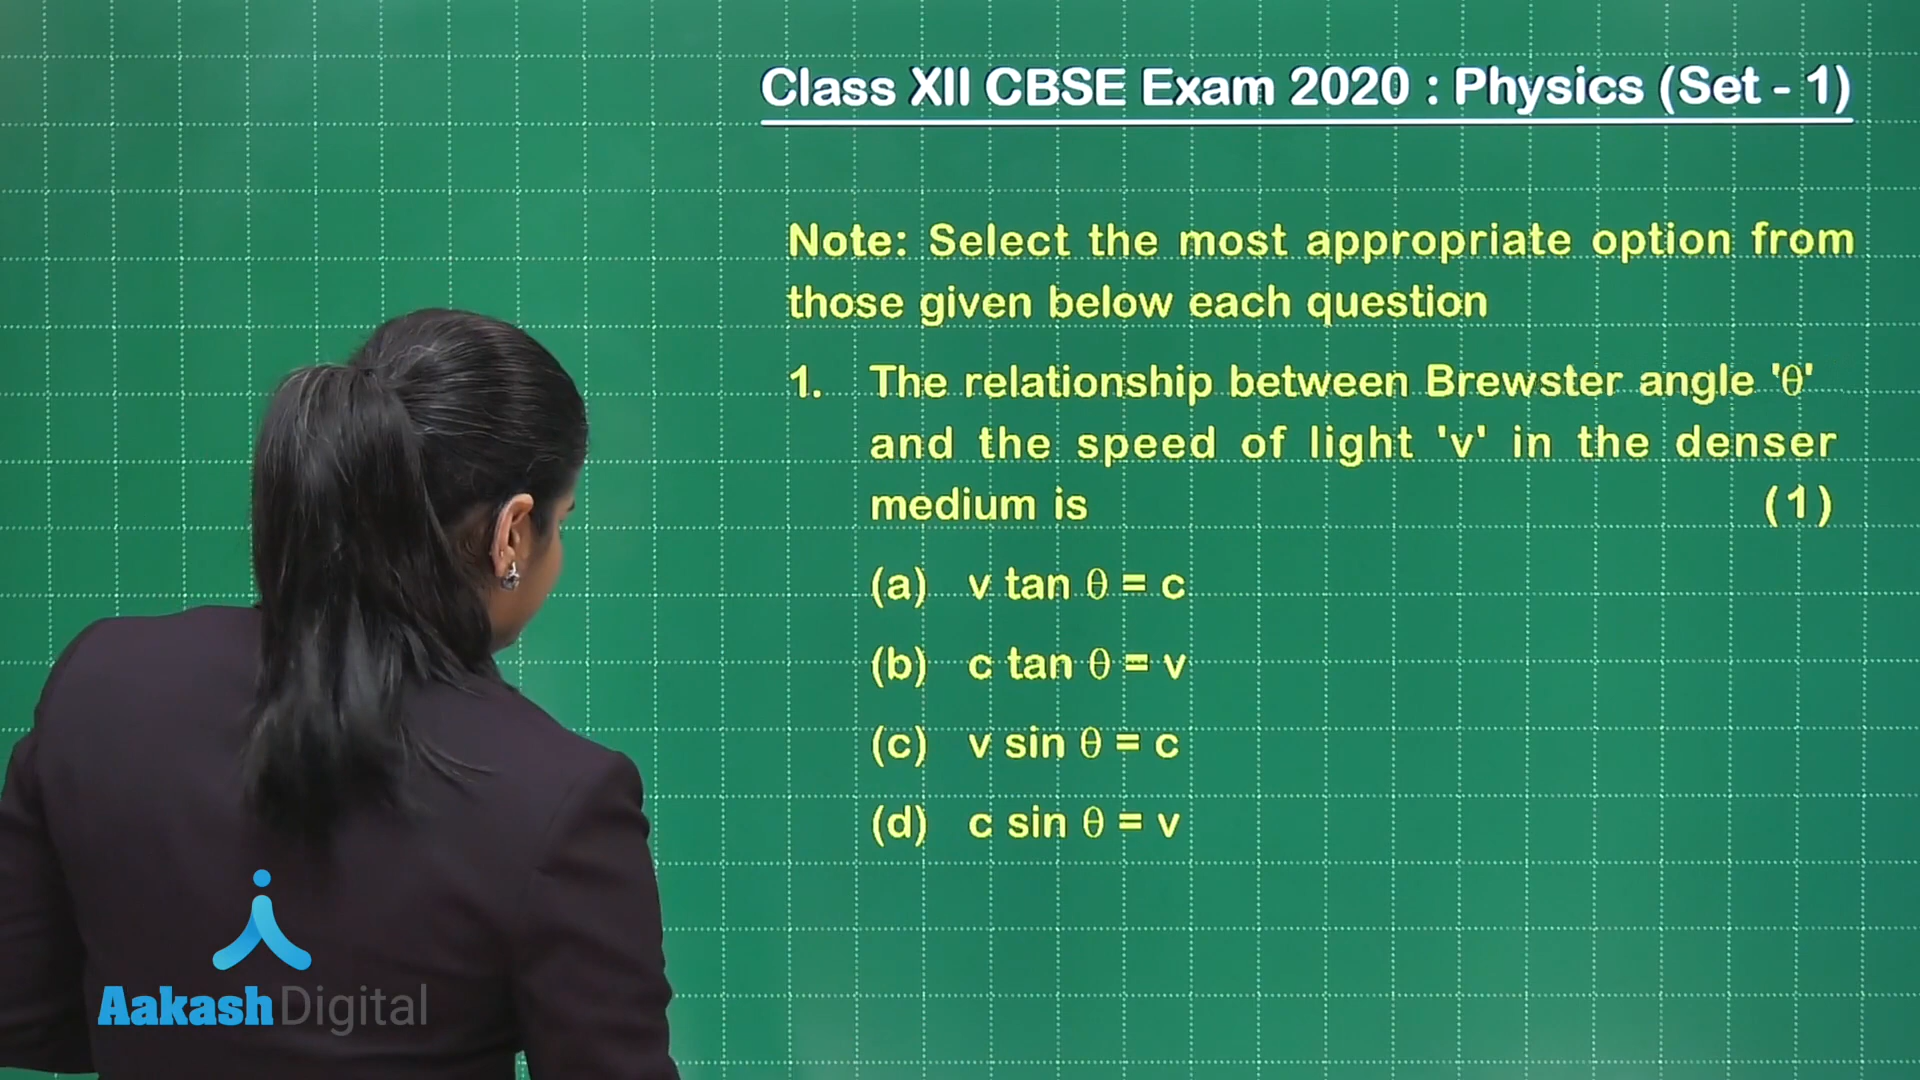 Class XII CBSE Exam 2020 : Physics (Set - 1)
Note: Select the most appropriate option from
those given below each question
1. The relationship between Brewster angle 'θ'
and the speed of light 'v' in the denser
medium is (1)
(a) v tan θ = c
(b) c tan θ = v
(c) v sin θ = c
(d) c sin θ = v
Aakash Digital